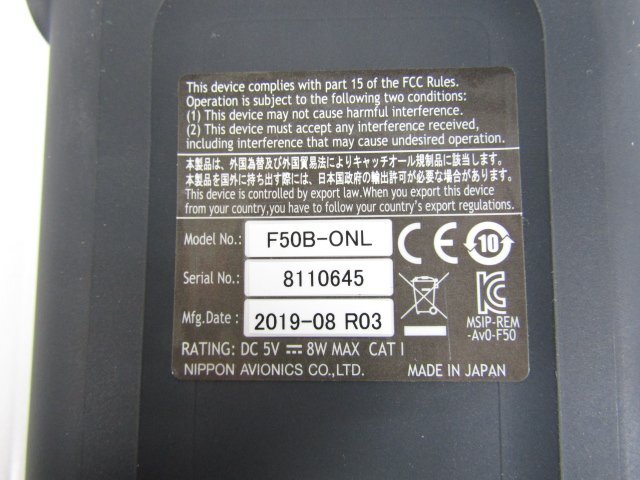 This device complies with part 15 of the FCC Rules.
Operation is subject to the following two conditions:
(1) This device may not cause harmful interference.
(2) This device must accept any interference received,
including interference that may cause undesired operation.
本製品は、外国為替及び外国貿易法によりキャッチオール規制品に該当します。
本製品を国外に持ち出す際には、日本国政府の輸出許可が必要な場合があります。
This device is controlled by export law.When you export this device
from your country,you have to follow your country's export regulations.
Model No.: F50B-ONL
CE
10
Serial No.: 8110645
Mfg.Date : 2019-08 R03
MSIP-REM
-Av0-F50
RATING: DC 5V ⎓ 8W MAX CAT I
NIPPON AVIONICS CO.,LTD. MADE IN JAPAN